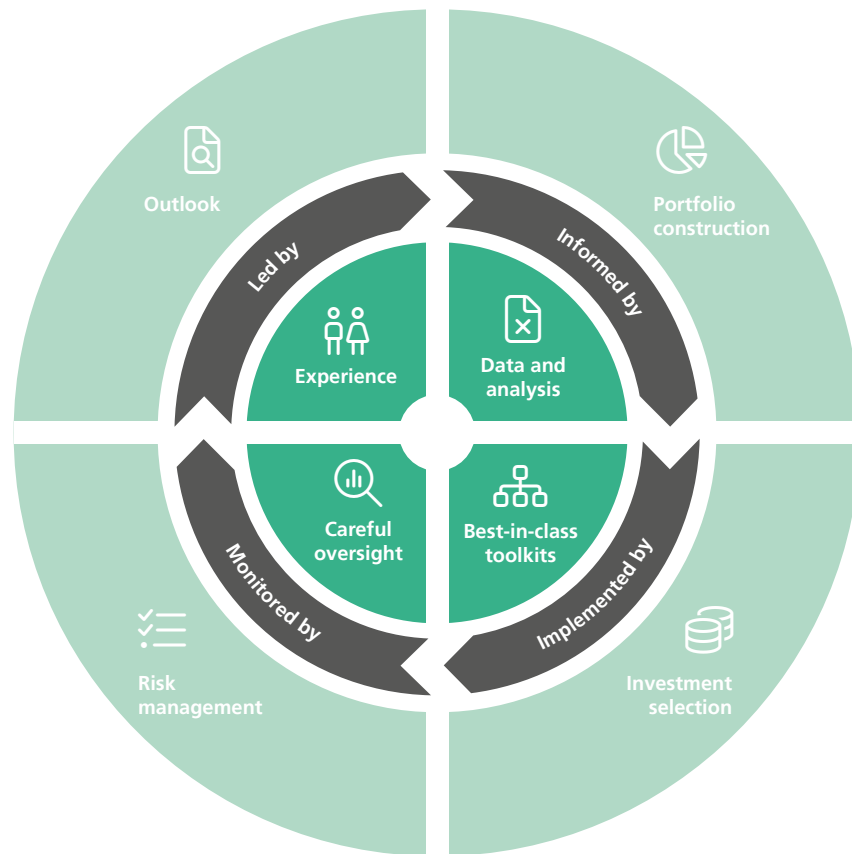 Outlook
Portfolio
construction
Led by
Informed by
Experience
Data and
analysis
Careful
oversight
Best-in-class
toolkits
Monitored by
Implemented by
Risk
management
Investment
selection